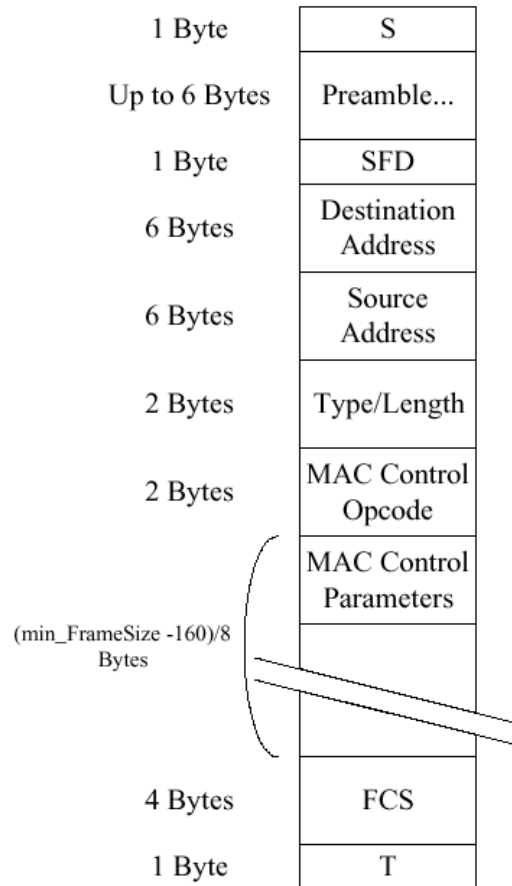 1 Byte S
Up to 6 Bytes Preamble...
1 Byte SFD
6 Bytes Destination
Address
6 Bytes Source
Address
2 Bytes Type/Length
2 Bytes MAC Control
Opcode
MAC Control
Parameters
(min_FrameSize -160)/8
Bytes
4 Bytes FCS
1 Byte T